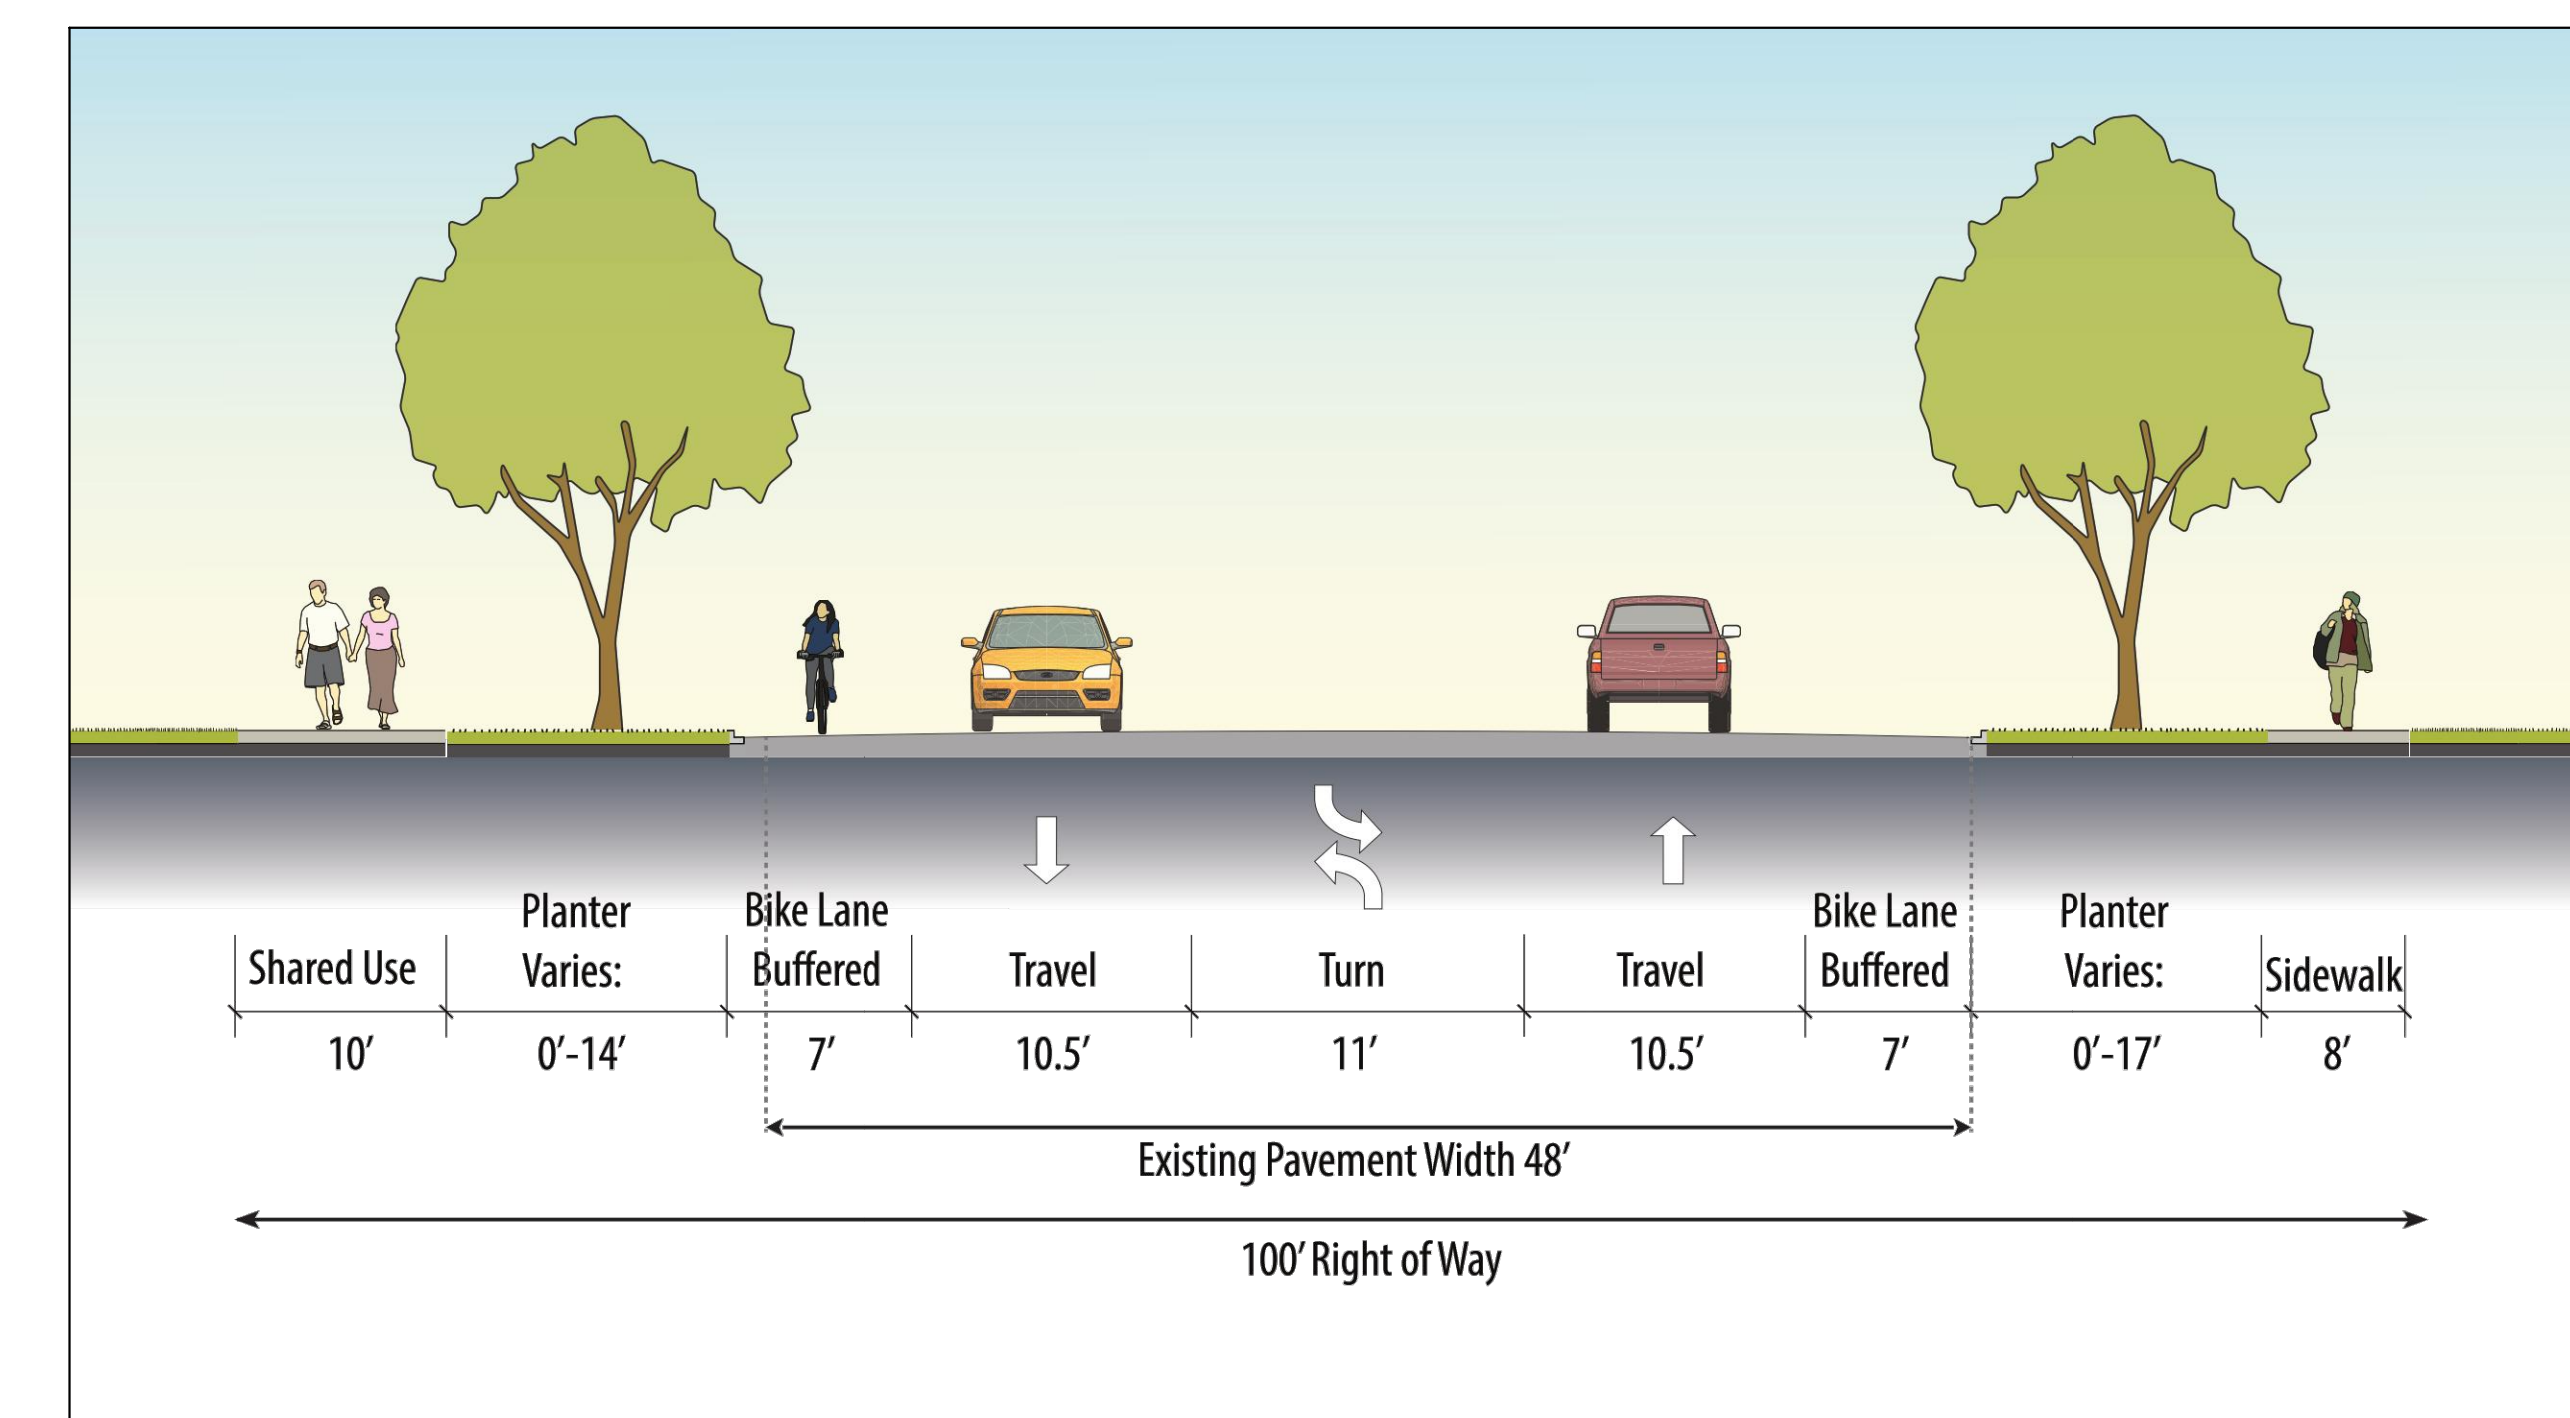 Planter
Bike Lane
Bike Lane
Planter
Shared Use
Varies:
Buffered
Travel
Turn
Travel
Buffered
Varies:
Sidewalk
10'
0'-14'
7'
10.5'
11'
10.5'
7'
0'-17'
8'
Existing Pavement Width 48'
100' Right of Way